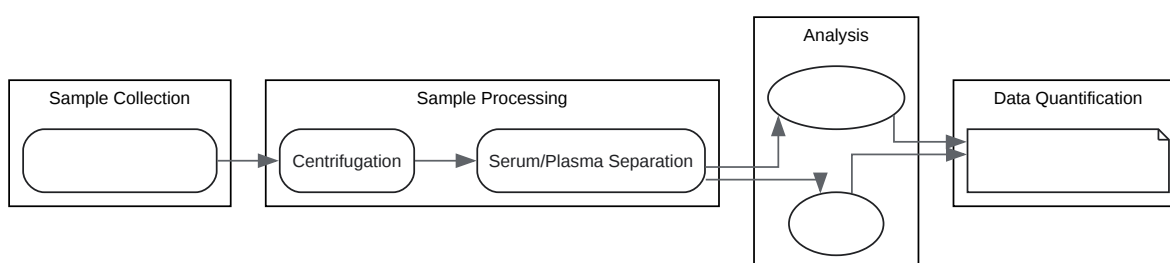 Sample Collection
Sample Processing
Centrifugation
Serum/Plasma Separation
Analysis
Data Quantification